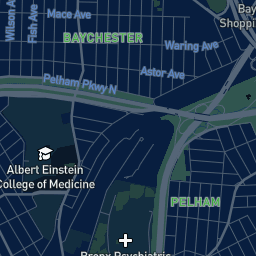 Wilson Av
Fish Ave
Mace Ave
Bay
Shoppi
BAYCHESTER
Waring Ave
Astor Ave
Pelham Pkwy N
Albert Einstein
College of Medicine
PELHAM
Bronx Psychiatric